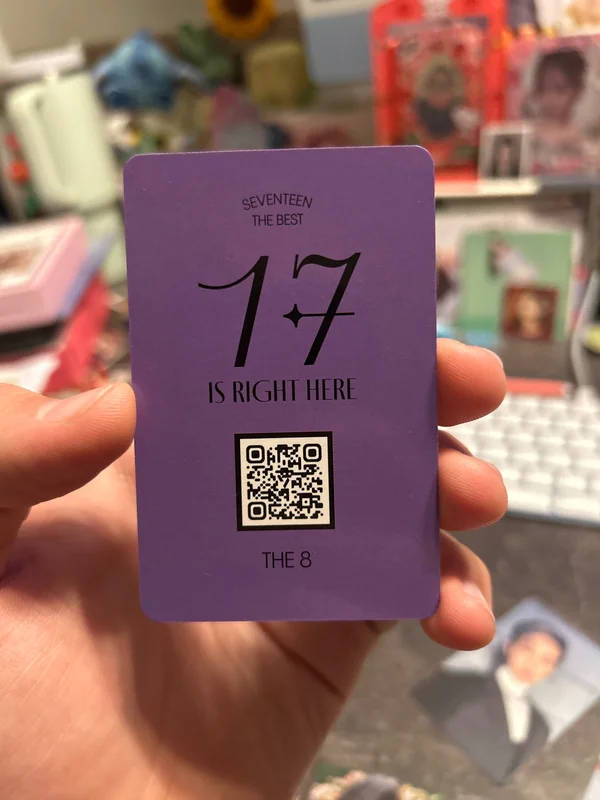 SEVENTEEN
THE BEST
17
IS RIGHT HERE
THE 8